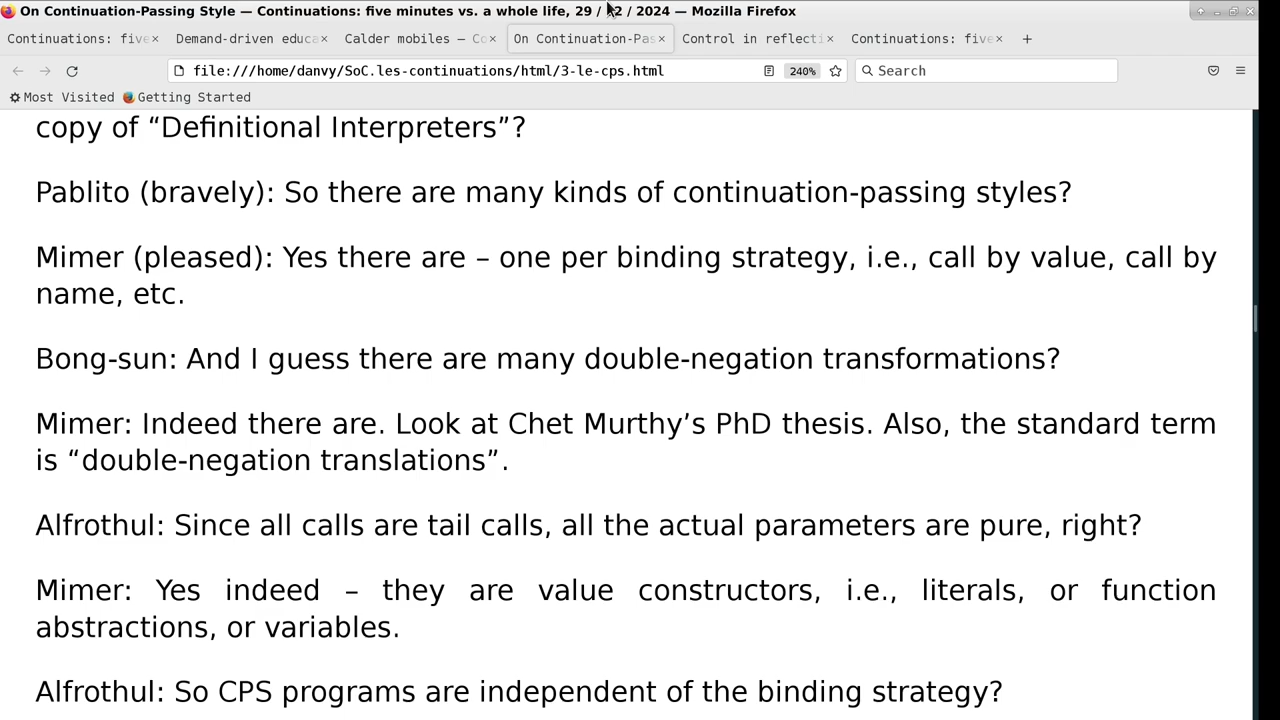 On Continuation-Passing Style — Continuations: five minutes vs. a whole life, 29 / 2 / 2024 — Mozilla Firefox
Continuations: five× Demand-driven educa× Calder mobiles — Co× On Continuation-Pas× Control in reflecti× Continuations: five× +
file:///home/danvy/SoC.les-continuations/html/3-le-cps.html 240% Search
Most Visited Getting Started
copy of “Definitional Interpreters”?
Pablito (bravely): So there are many kinds of continuation-passing styles?
Mimer (pleased): Yes there are – one per binding strategy, i.e., call by value, call by
name, etc.
Bong-sun: And I guess there are many double-negation transformations?
Mimer: Indeed there are. Look at Chet Murthy’s PhD thesis. Also, the standard term
is “double-negation translations”.
Alfrothul: Since all calls are tail calls, all the actual parameters are pure, right?
Mimer: Yes indeed – they are value constructors, i.e., literals, or function
abstractions, or variables.
Alfrothul: So CPS programs are independent of the binding strategy?